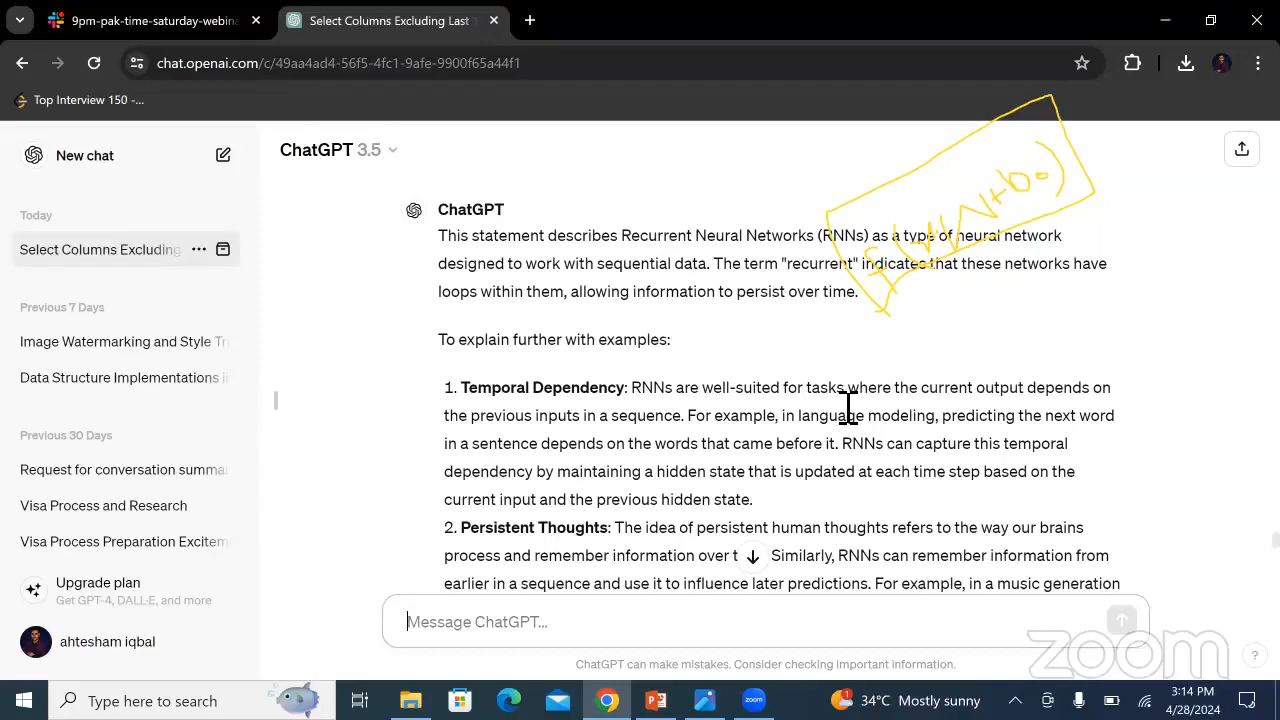 9pm-pak-time-saturday-webina
Select Columns Excluding Last
chat.openai.com/c/49aa4ad4-56f5-4fc1-9afe-9900f65a44f1
Top Interview 150 -...
New chat
ChatGPT 3.5
Today
Select Columns Excluding
Previous 7 Days
Image Watermarking and Style Tr
Data Structure Implementations i
Previous 30 Days
Request for conversation summa
Visa Process and Research
Visa Process Preparation Excitem
Upgrade plan
Get GPT-4, DALL·E, and more
ahtesham iqbal
ChatGPT
This statement describes Recurrent Neural Networks (RNNs) as a type of neural network
designed to work with sequential data. The term "recurrent" indicates that these networks have
loops within them, allowing information to persist over time.
To explain further with examples:
1. Temporal Dependency: RNNs are well-suited for tasks where the current output depends on
the previous inputs in a sequence. For example, in language modeling, predicting the next word
in a sentence depends on the words that came before it. RNNs can capture this temporal
dependency by maintaining a hidden state that is updated at each time step based on the
current input and the previous hidden state.
2. Persistent Thoughts: The idea of persistent human thoughts refers to the way our brains
process and remember information over t Similarly, RNNs can remember information from
earlier in a sequence and use it to influence later predictions. For example, in a music generation
Message ChatGPT...
ChatGPT can make mistakes. Consider checking important information.
?
zoom
Type here to search
34°C Mostly sunny
3:14 PM
4/28/2024